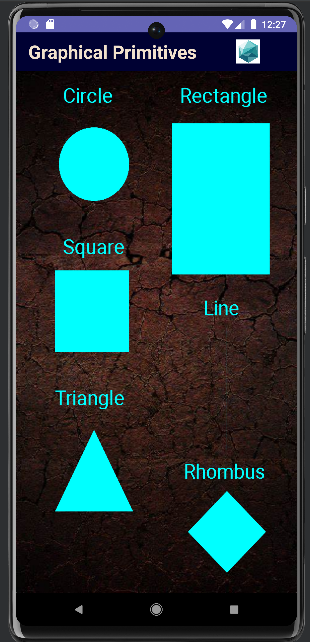 12:27
Graphical Primitives
Circle
Rectangle
Square
Line
Triangle
Rhombus